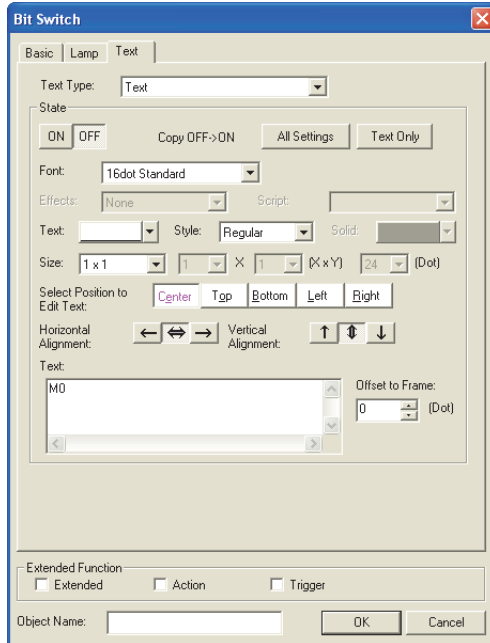 Bit Switch
Basic Lamp Text
Text Type: Text
State
ON OFF Copy OFF->ON All Settings Text Only
Font: 16dot Standard
Effects: None Script:
Text: Style: Regular Solid:
Size: 1 x 1 1 X 1 (X x Y) 24 (Dot)
Select Position to
Edit Text:
Center Top Bottom Left Right
Horizontal
Alignment:
Vertical
Alignment:
Text:
M0
Offset to Frame:
0 (Dot)
Extended Function
Extended Action Trigger
Object Name: OK Cancel